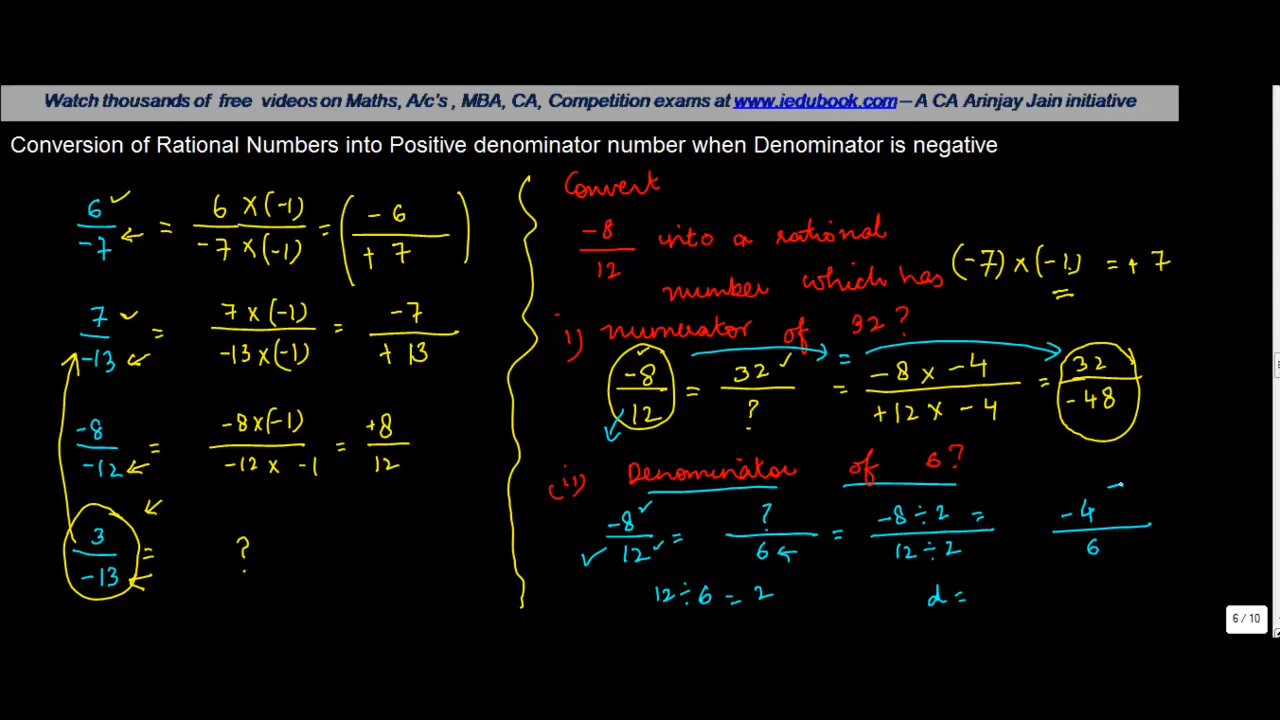 Watch thousands of free videos on Maths, A/c's , MBA, CA, Competition exams at www.iedubook.com – A CA Arinjay Jain initiative
Conversion of Rational Numbers into Positive denominator number when Denominator is negative
6/-7 = 6 × (-1) / -7 × (-1) = (-6 / +7)
7/-13 = 7 × (-1) / -13 × (-1) = -7 / +13
-8/-12 = -8 × (-1) / -12 × -1 = +8 / 12
3/-13 = ?
Convert
-8/12 into a rational
number which has
(-7) × (-1) = + 7
i) numerator of 32 ?
=
-8/12 = 32/? = -8 × -4 / +12 × -4 = 32/-48
(ii) Denominator of 6 ?
-8/12 = ?/6 = -8 ÷ 2 / 12 ÷ 2 = -4/6
12 ÷ 6 = 2
d =
6 / 10